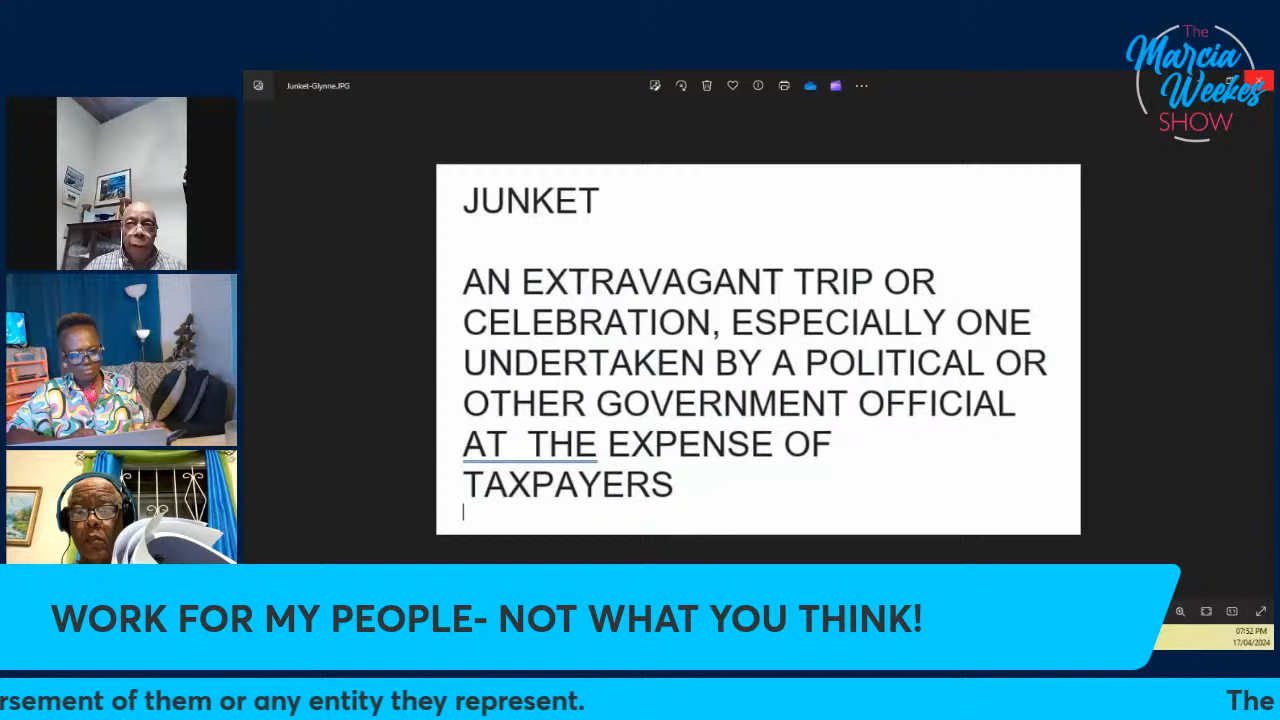 The
Marcia
Weekes
SHOW
Junket-Glynne.JPG
JUNKET
AN EXTRAVAGANT TRIP OR
CELEBRATION, ESPECIALLY ONE
UNDERTAKEN BY A POLITICAL OR
OTHER GOVERNMENT OFFICIAL
AT THE EXPENSE OF
TAXPAYERS
WORK FOR MY PEOPLE- NOT WHAT YOU THINK!
07:52 PM
17/04/2024
rsement of them or any entity they represent. The